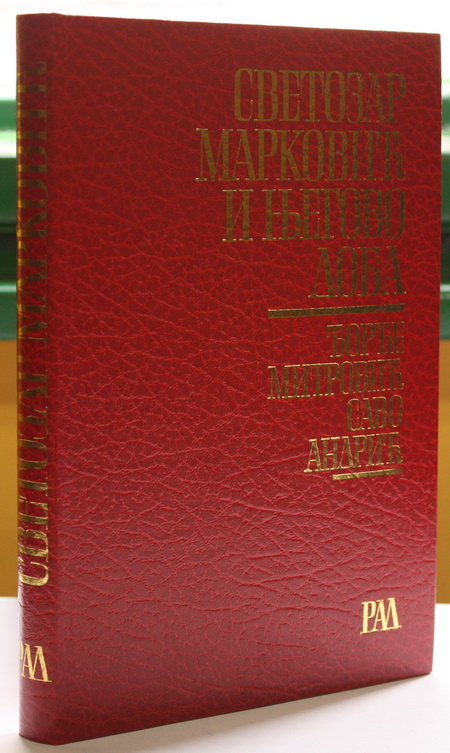 СВЕТОЗАР
МАРКОВИЋ
И ЊЕГОВО
ДОБА
ЂОРЂЕ
МИТРОВИЋ
САВО
АНДРИЋ
РАД
СВЕТОЗАР МАРКОВИЋ
РАД